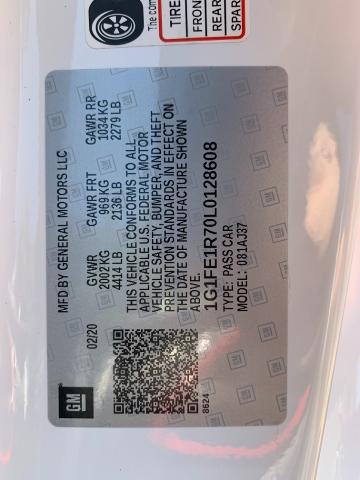 MFD BY GENERAL MOTORS LLC
02/20
GVWR GAWR FRT GAWR RR
2002 KG 969 KG 1034 KG
4414 LB 2136 LB 2279 LB
THIS VEHICLE CONFORMS TO ALL
APPLICABLE U.S. FEDERAL MOTOR
VEHICLE SAFETY, BUMPER, AND THEFT
PREVENTION STANDARDS IN EFFECT ON
THE DATE OF MANUFACTURE SHOWN
ABOVE.
1G1FE1R70L0128608
TYPE: PASS CAR
MODEL: 081AJ37
GM
8624
The com
TIRE
FRON
REAR
SPAR